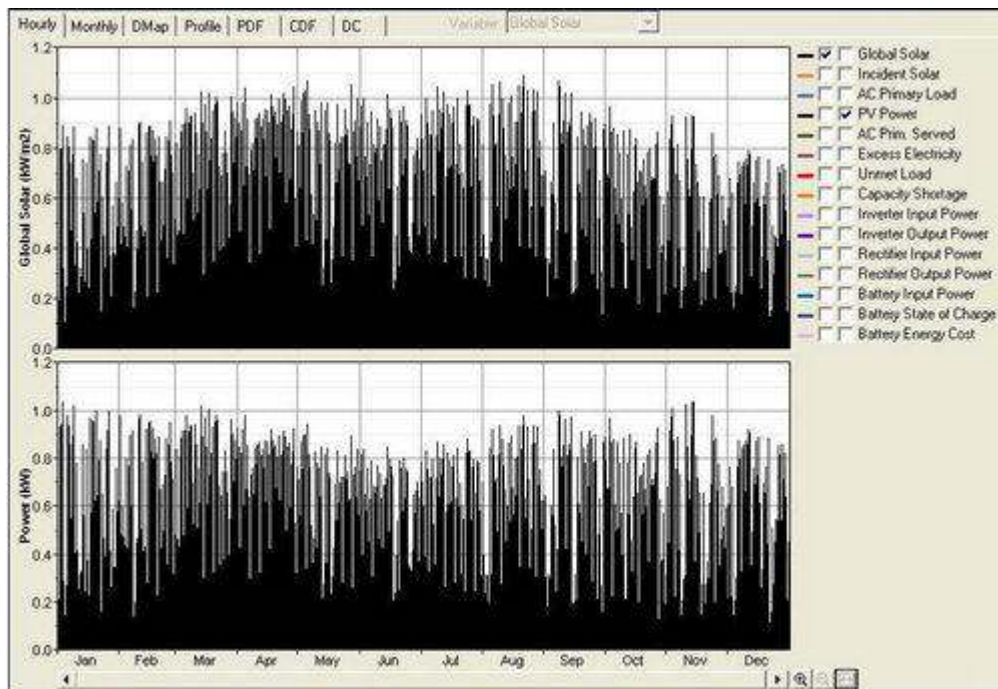 Hourly Monthly DMap Profile PDF CDF DC Variable Global Solar
1.2
1.0
0.8
0.6
0.4
0.2
0.0
Global Solar (kW m2)
Global Solar
Incident Solar
AC Primary Load
PV Power
AC Prim. Served
Excess Electricity
Unmet Load
Capacity Shortage
Inverter Input Power
Inverter Output Power
Rectifier Input Power
Rectifier Output Power
Battery Input Power
Battery State of Charge
Battery Energy Cost
1.2
1.0
0.8
0.6
0.4
0.2
0.0
Power (kW)
Jan Feb Mar Apr May Jun Jul Aug Sep Oct Nov Dec